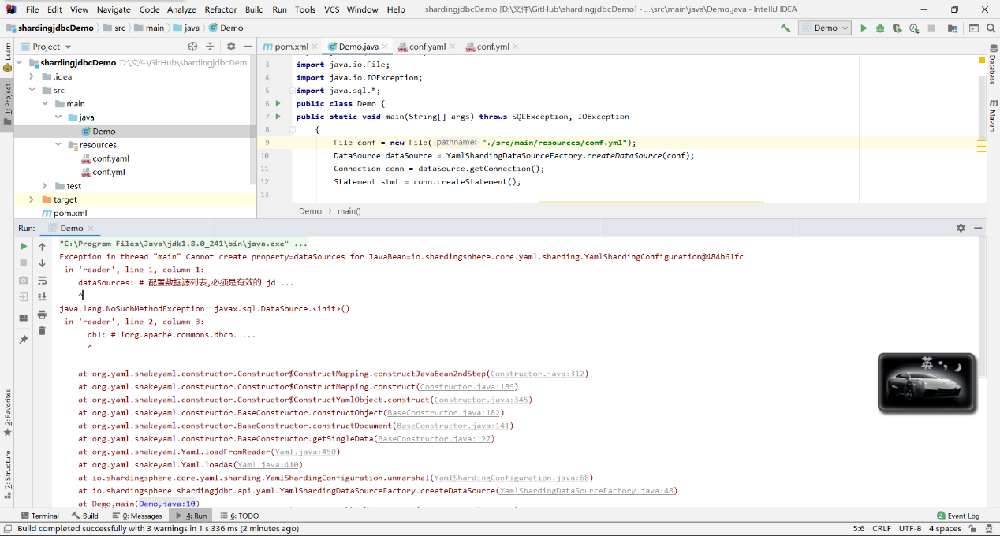 File Edit View Navigate Code Analyze Refactor Build Run Tools VCS Window Help shardingjdbcDemo [D:\文件\GitHub\shardingjdbcDemo] - ...\src\main\java\Demo.java - IntelliJ IDEA
shardingjdbcDemo src main java Demo Demo
Learn
1: Project
2: Favorites
Z: Structure
Project
shardingjdbcDemo D:\文件\GitHub\shardingjdbcDem
.idea
src
main
java
Demo
resources
conf.yaml
conf.yml
test
target
pom.xml
pom.xml Demo.java conf.yaml conf.yml
3 import java.io.File;
4 import java.io.IOException;
5 import java.sql.*;
6 public class Demo {
7 public static void main(String[] args) throws SQLException, IOException
8 {
9 File conf = new File( pathname: "./src/main/resources/conf.yml");
10 DataSource dataSource = YamlShardingDataSourceFactory.createDataSource(conf);
11 Connection conn = dataSource.getConnection();
12 Statement stmt = conn.createStatement();
13
Demo main()
Database
Maven
Run: Demo
"C:\Program Files\Java\jdk1.8.0_241\bin\java.exe" ...
Exception in thread "main" Cannot create property=dataSources for JavaBean=io.shardingsphere.core.yaml.sharding.YamlShardingConfiguration@484b61fc
in 'reader', line 1, column 1:
dataSources: # 配置数据源列表,必须是有效的 jd ...
^
java.lang.NoSuchMethodException: javax.sql.DataSource.<init>()
in 'reader', line 2, column 3:
db1: #!!org.apache.commons.dbcp. ...
^
at org.yaml.snakeyaml.constructor.Constructor$ConstructMapping.constructJavaBean2ndStep(Constructor.java:312)
at org.yaml.snakeyaml.constructor.Constructor$ConstructMapping.construct(Constructor.java:189)
at org.yaml.snakeyaml.constructor.Constructor$ConstructYamlObject.construct(Constructor.java:345)
at org.yaml.snakeyaml.constructor.BaseConstructor.constructObject(BaseConstructor.java:182)
at org.yaml.snakeyaml.constructor.BaseConstructor.constructDocument(BaseConstructor.java:141)
at org.yaml.snakeyaml.constructor.BaseConstructor.getSingleData(BaseConstructor.java:127)
at org.yaml.snakeyaml.Yaml.loadFromReader(Yaml.java:450)
at org.yaml.snakeyaml.Yaml.loadAs(Yaml.java:410)
at io.shardingsphere.core.yaml.sharding.YamlShardingConfiguration.unmarshal(YamlShardingConfiguration.java:68)
at io.shardingsphere.shardingjdbc.api.yaml.YamlShardingDataSourceFactory.createDataSource(YamlShardingDataSourceFactory.java:48)
at Demo.main(Demo.java:10)
英
Terminal Build 0: Messages 4: Run 6: TODO 2 Event Log
Build completed successfully with 3 warnings in 1 s 336 ms (2 minutes ago) 5:6 CRLF UTF-8 4 spaces